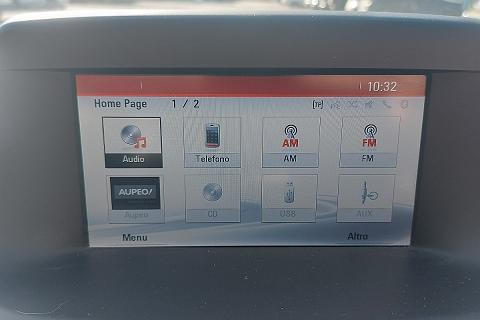 10:32
Home Page 1 / 2 [TP]
Audio Telefono AM AM FM FM
AUPEO!
Aupeo CD USB AUX
Menu Altro